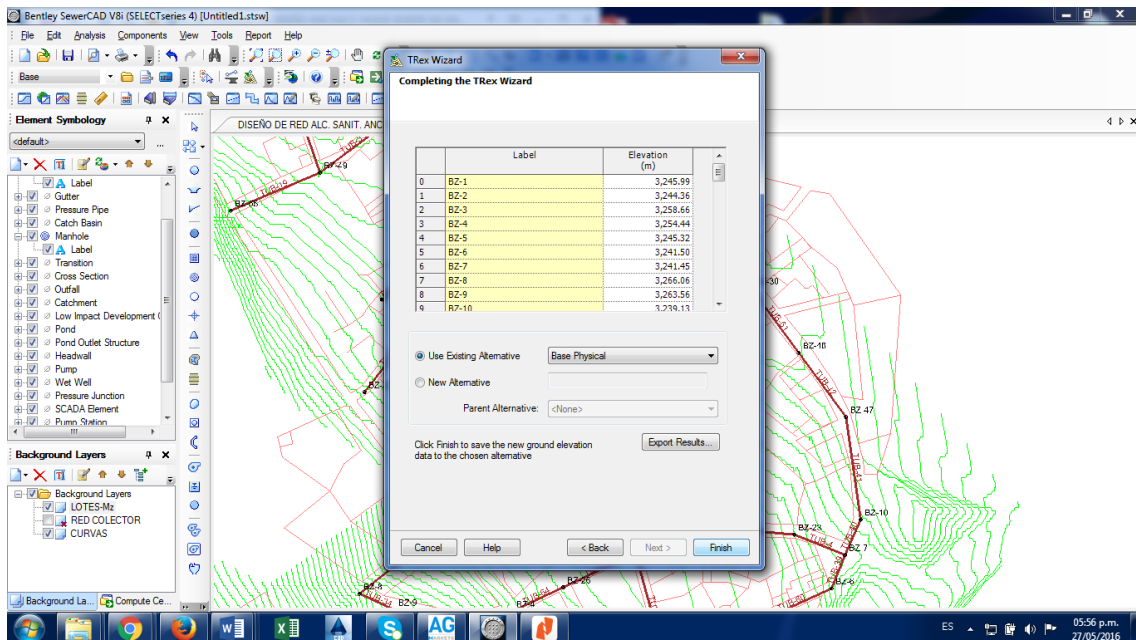 Bentley SewerCAD V8i (SELECTseries 4) [Untitled1.stsw]
File Edit Analysis Components View Tools Report Help
Base
Element Symbology
<default>
Label
Gutter
Pressure Pipe
Catch Basin
Manhole
Label
Transition
Cross Section
Outfall
Catchment
Low Impact Development
Pond
Pond Outlet Structure
Headwall
Pump
Wet Well
Pressure Junction
SCADA Element
Pump Station
Background Layers
Background Layers
LOTES-Mz
RED COLECTOR
CURVAS
Background La... Compute Ce...
DISEÑO DE RED ALC. SANIT. ANC
TRex Wizard
Completing the TRex Wizard
Label Elevation (m)
0 BZ-1 3,245.99
1 BZ-2 3,244.36
2 BZ-3 3,258.66
3 BZ-4 3,254.44
4 BZ-5 3,245.32
5 BZ-6 3,241.50
6 BZ-7 3,241.45
7 BZ-8 3,266.06
8 BZ-9 3,263.56
9 BZ-10 3,239.13
Use Existing Alternative Base Physical
New Alternative
Parent Alternative: <None>
Click Finish to save the new ground elevation
data to the chosen alternative
Export Results...
Cancel Help < Back Next > Finish
BZ-47
BZ-10
BZ-23
BZ-9
BZ-26
ES 05:56 p.m.
27/05/2016